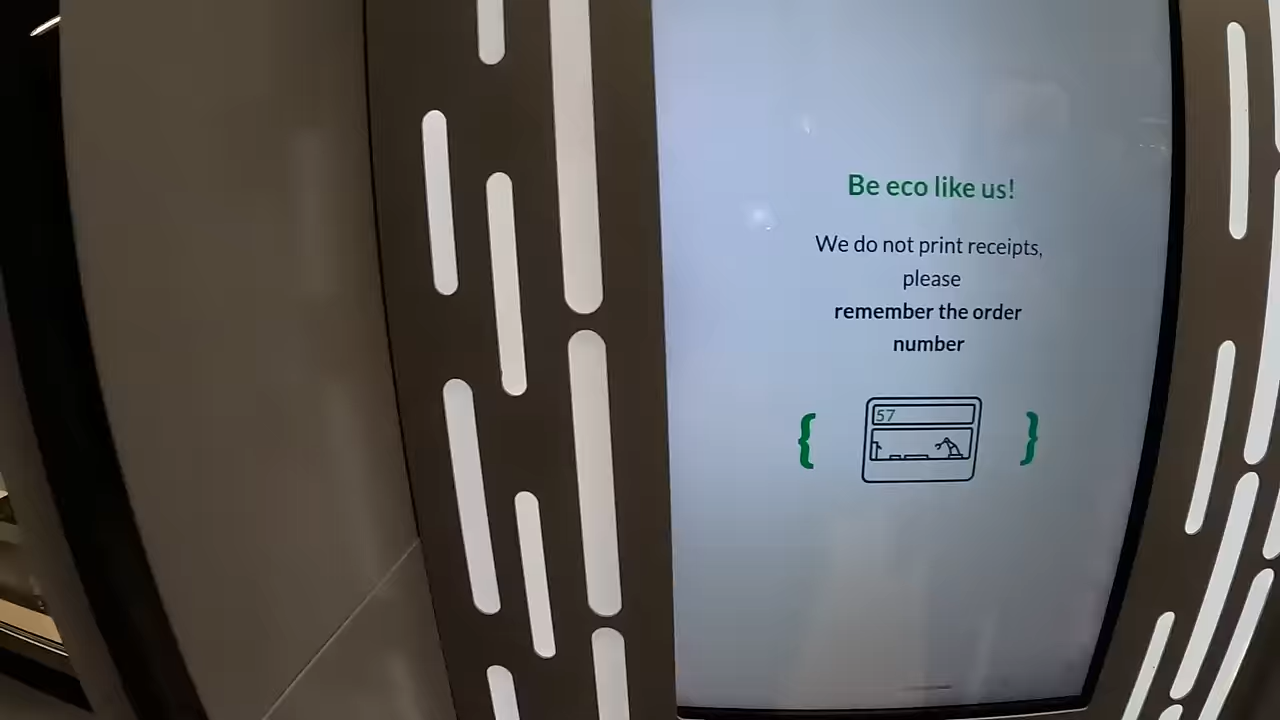 Be eco like us!
We do not print receipts,
please
remember the order
number
{ 57 }